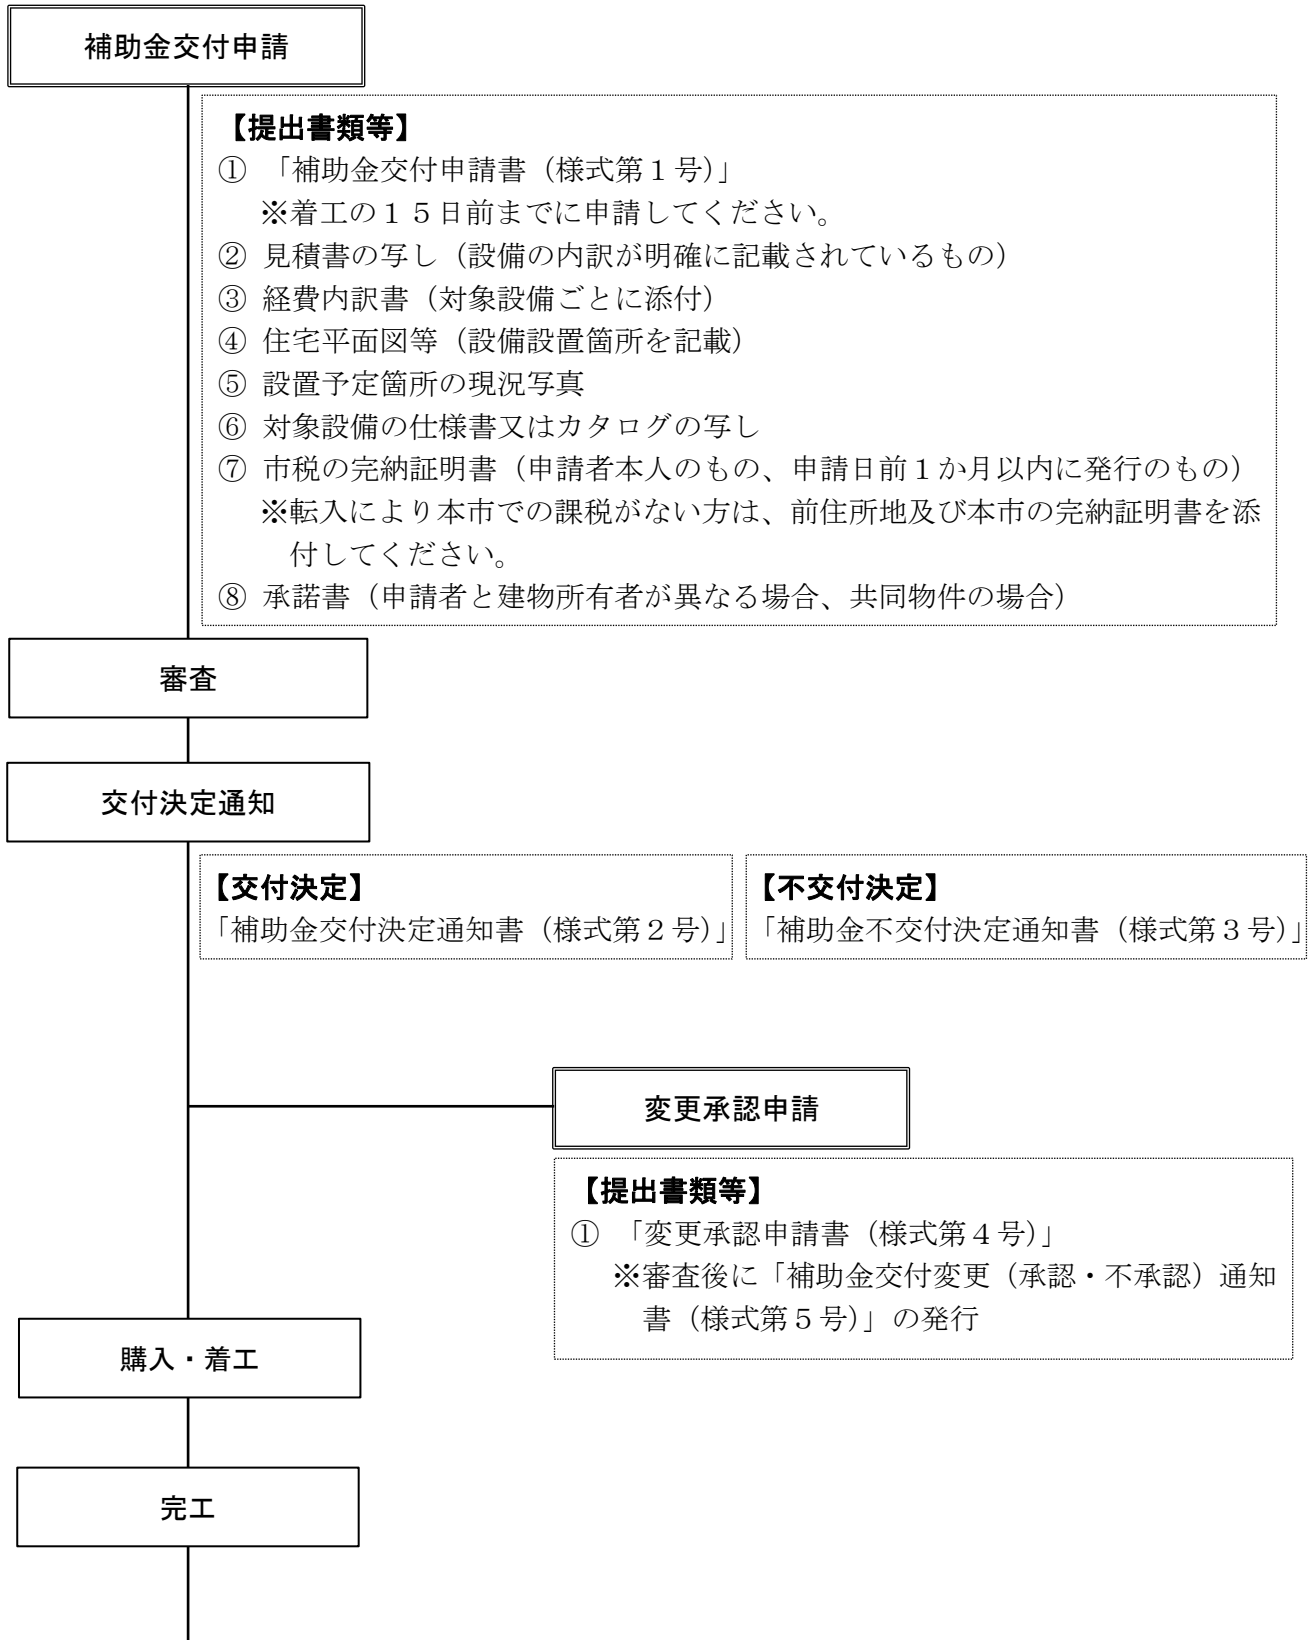 補助金交付申請
【提出書類等】
① 「補助金交付申請書（様式第１号）」
※着工の１５日前までに申請してください。
② 見積書の写し（設備の内訳が明確に記載されているもの）
③ 経費内訳書（対象設備ごとに添付）
④ 住宅平面図等（設備設置箇所を記載）
⑤ 設置予定箇所の現況写真
⑥ 対象設備の仕様書又はカタログの写し
⑦ 市税の完納証明書（申請者本人のもの、申請日前１か月以内に発行のもの）
※転入により本市での課税がない方は、前住所地及び本市の完納証明書を添
付してください。
⑧ 承諾書（申請者と建物所有者が異なる場合、共同物件の場合）
審査
交付決定通知
【交付決定】
「補助金交付決定通知書（様式第２号）」
【不交付決定】
「補助金不交付決定通知書（様式第３号）」
変更承認申請
【提出書類等】
① 「変更承認申請書（様式第４号）」
※審査後に「補助金交付変更（承認・不承認）通知
書（様式第５号）」の発行
購入・着工
完工